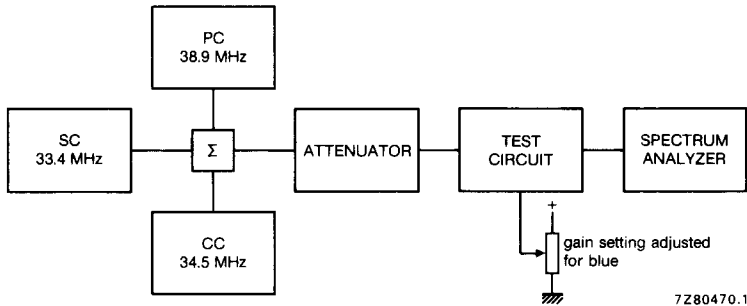 PC
38.9 MHz
SC
33.4 MHz
Σ
ATTENUATOR
TEST
CIRCUIT
SPECTRUM
ANALYZER
CC
34.5 MHz
+
gain setting adjusted
for blue
7Z80470.1